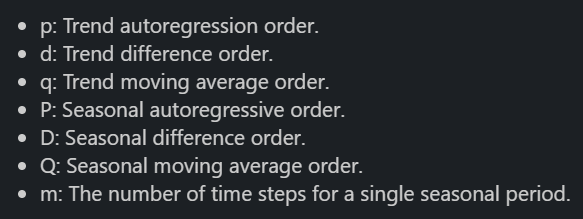 • p: Trend autoregression order.
• d: Trend difference order.
• q: Trend moving average order.
• P: Seasonal autoregressive order.
• D: Seasonal difference order.
• Q: Seasonal moving average order.
• m: The number of time steps for a single seasonal period.